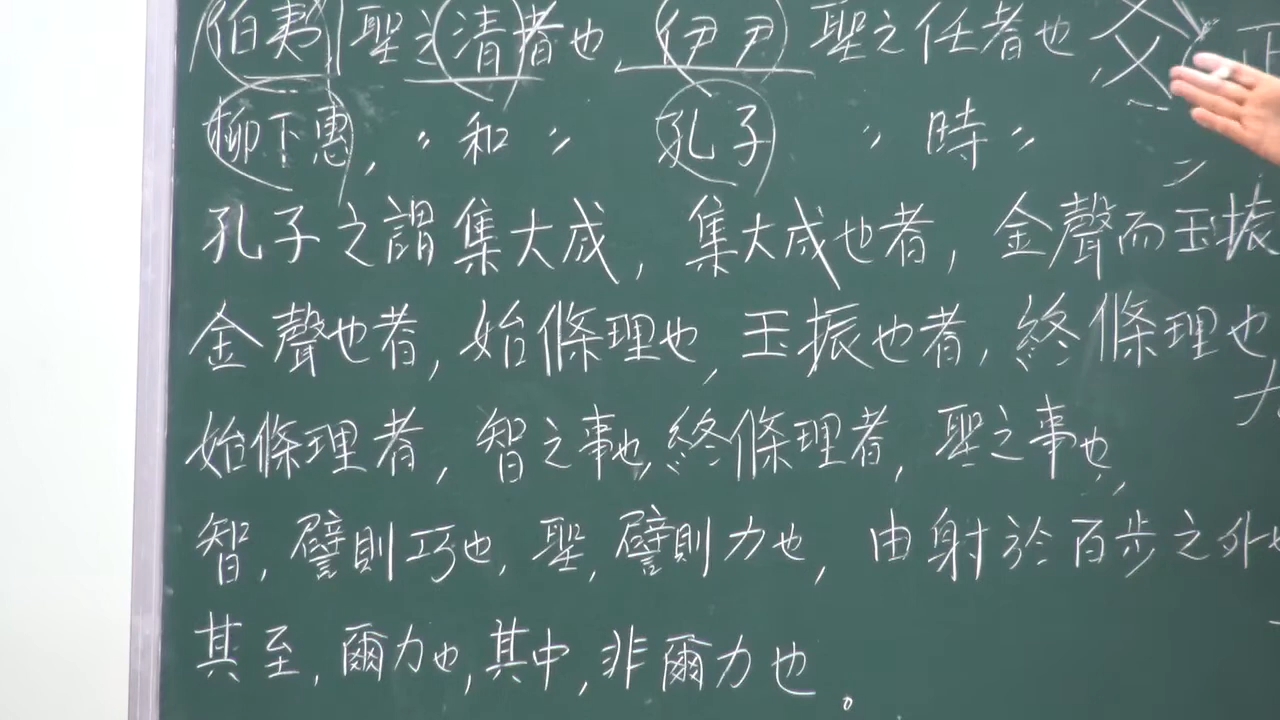 伯夷聖之清者也,伊尹聖之任者也,
柳下惠,〃和〃 孔子 〃時〃
孔子之謂集大成,集大成也者,金聲而玉振
金聲也者,始條理也,玉振也者,終條理也,
始條理者,智之事也,終條理者,聖之事也,
智,譬則巧也,聖,譬則力也,由射於百步之外也
其至,爾力也,其中,非爾力也。